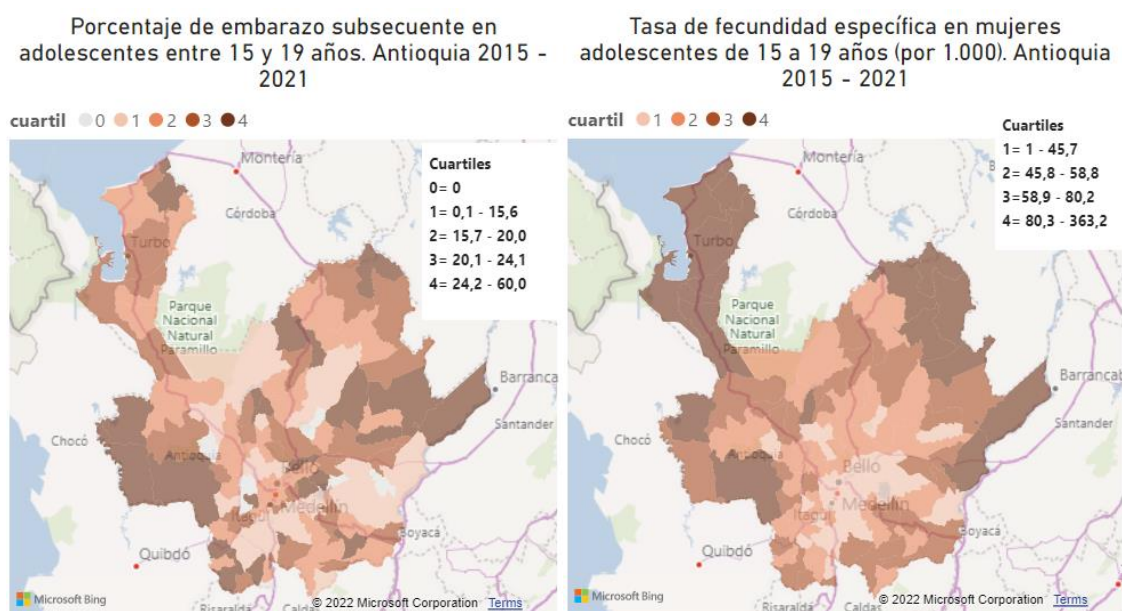 Porcentaje de embarazo subsecuente en
adolescentes entre 15 y 19 años. Antioquia 2015 -
2021
cuartil 0 1 2 3 4
Cuartiles
0= 0
1= 0,1 - 15,6
2= 15,7 - 20,0
3= 20,1 - 24,1
4= 24,2 - 60,0
Montería
Córdoba
Turbo
Parque
Nacional
Natural
Paramillo
Barrancab
Santander
Chocó
Antioquia
Bello
Medellín
Itagüí
Boyacá
Quibdó
Risaralda
Caldas
Microsoft Bing
© 2022 Microsoft Corporation Terms
Tasa de fecundidad específica en mujeres
adolescentes de 15 a 19 años (por 1.000). Antioquia
2015 - 2021
cuartil 1 2 3 4
Cuartiles
1= 1 - 45,7
2= 45,8 - 58,8
3=58,9 - 80,2
4= 80,3 - 363,2
Montería
Córdoba
Turbo
Parque
Nacional
Natural
Paramillo
Barrancab
Santander
Chocó
Antioquia
Bello
Medellín
Itagüí
Boyacá
Quibdó
Risaralda
Caldas
Microsoft Bing
© 2022 Microsoft Corporation Terms